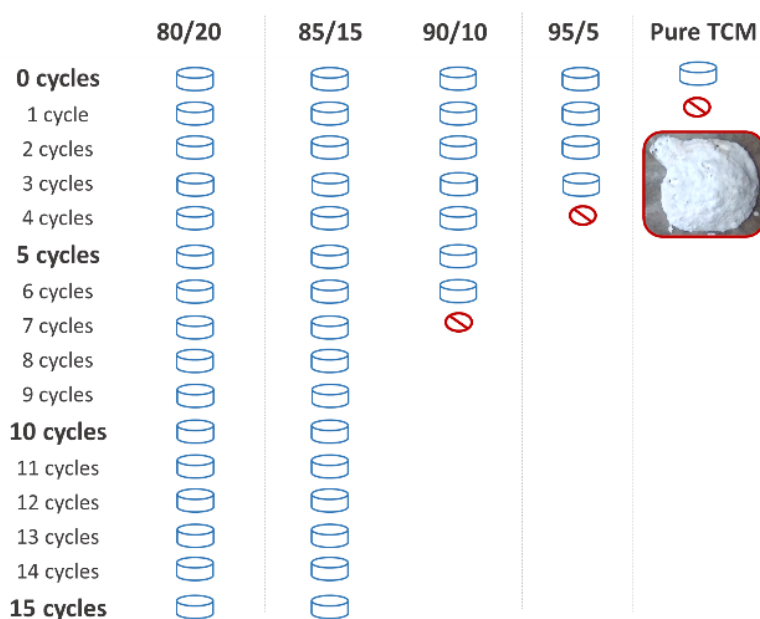 80/20 85/15 90/10 95/5 Pure TCM
0 cycles
1 cycle
2 cycles
3 cycles
4 cycles
5 cycles
6 cycles
7 cycles
8 cycles
9 cycles
10 cycles
11 cycles
12 cycles
13 cycles
14 cycles
15 cycles